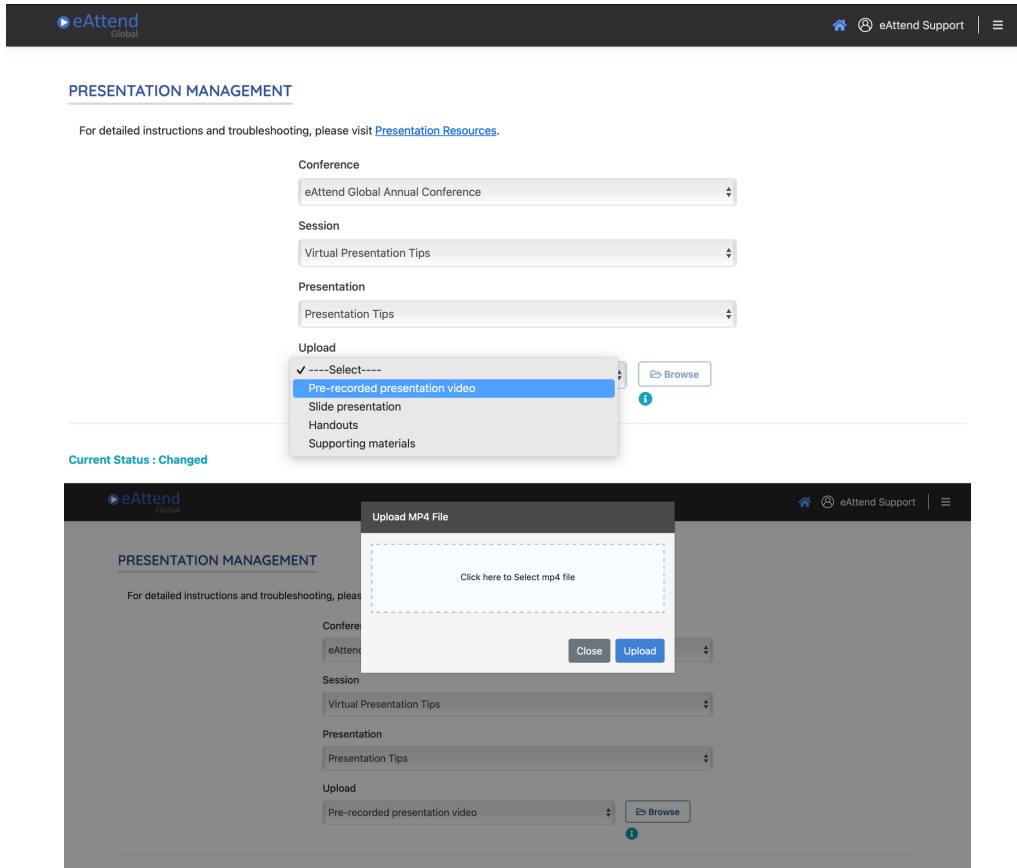 eAttend
Global
eAttend Support
PRESENTATION MANAGEMENT
For detailed instructions and troubleshooting, please visit Presentation Resources.
Conference
eAttend Global Annual Conference
Session
Virtual Presentation Tips
Presentation
Presentation Tips
Upload
----Select----
Pre-recorded presentation video
Slide presentation
Handouts
Supporting materials
Browse
Current Status : Changed
eAttend
Global
eAttend Support
Upload MP4 File
Click here to Select mp4 file
Close
Upload
PRESENTATION MANAGEMENT
For detailed instructions and troubleshooting, pleas
Confere
eAttend
Session
Virtual Presentation Tips
Presentation
Presentation Tips
Upload
Pre-recorded presentation video
Browse